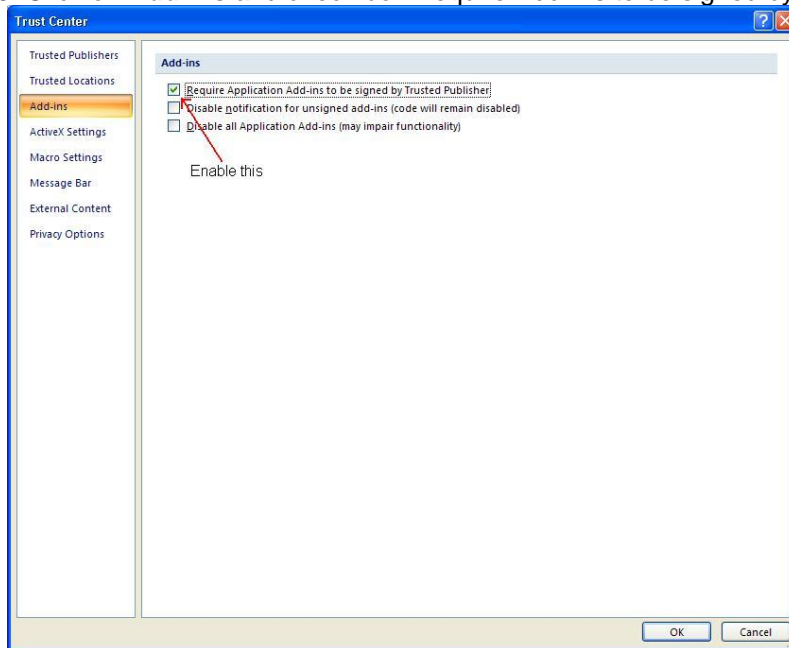 Trust Center
Trusted Publishers
Trusted Locations
Add-ins
ActiveX Settings
Macro Settings
Message Bar
External Content
Privacy Options
Add-ins
Require Application Add-ins to be signed by Trusted Publisher
Disable notification for unsigned add-ins (code will remain disabled)
Disable all Application Add-ins (may impair functionality)
Enable this
OK
Cancel